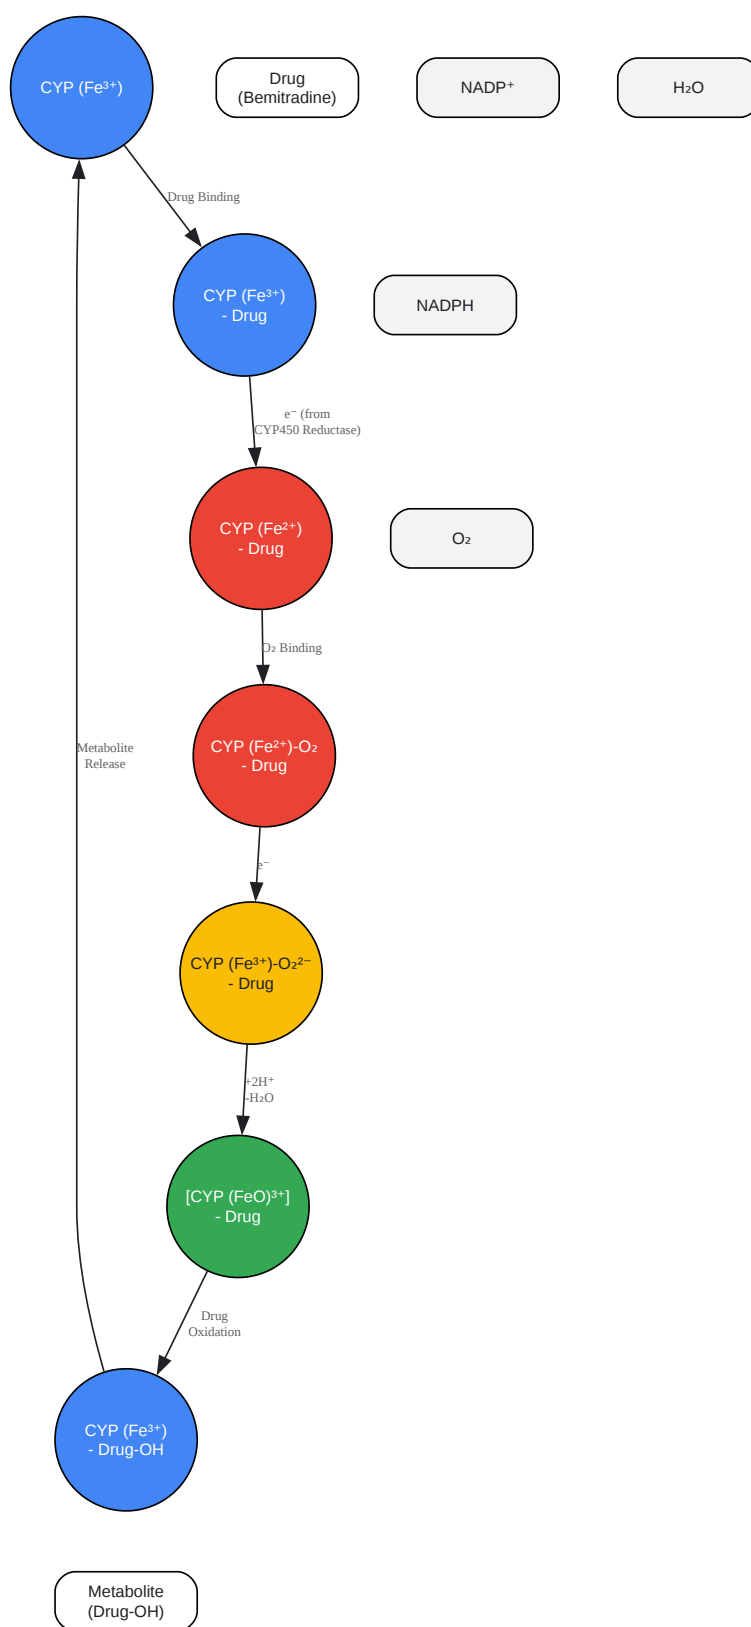 CYP (Fe³⁺)
Drug
(Bemitradine)
NADP⁺
H₂O
Drug Binding
CYP (Fe³⁺)
- Drug
NADPH
e⁻ (from
CYP450 Reductase)
CYP (Fe²⁺)
- Drug
O₂
O₂ Binding
CYP (Fe²⁺)-O₂
- Drug
Metabolite
Release
e⁻
CYP (Fe³⁺)-O₂²⁻
- Drug
+2H⁺
-H₂O
[CYP (FeO)³⁺]
- Drug
Drug
Oxidation
CYP (Fe³⁺)
- Drug-OH
Metabolite
(Drug-OH)